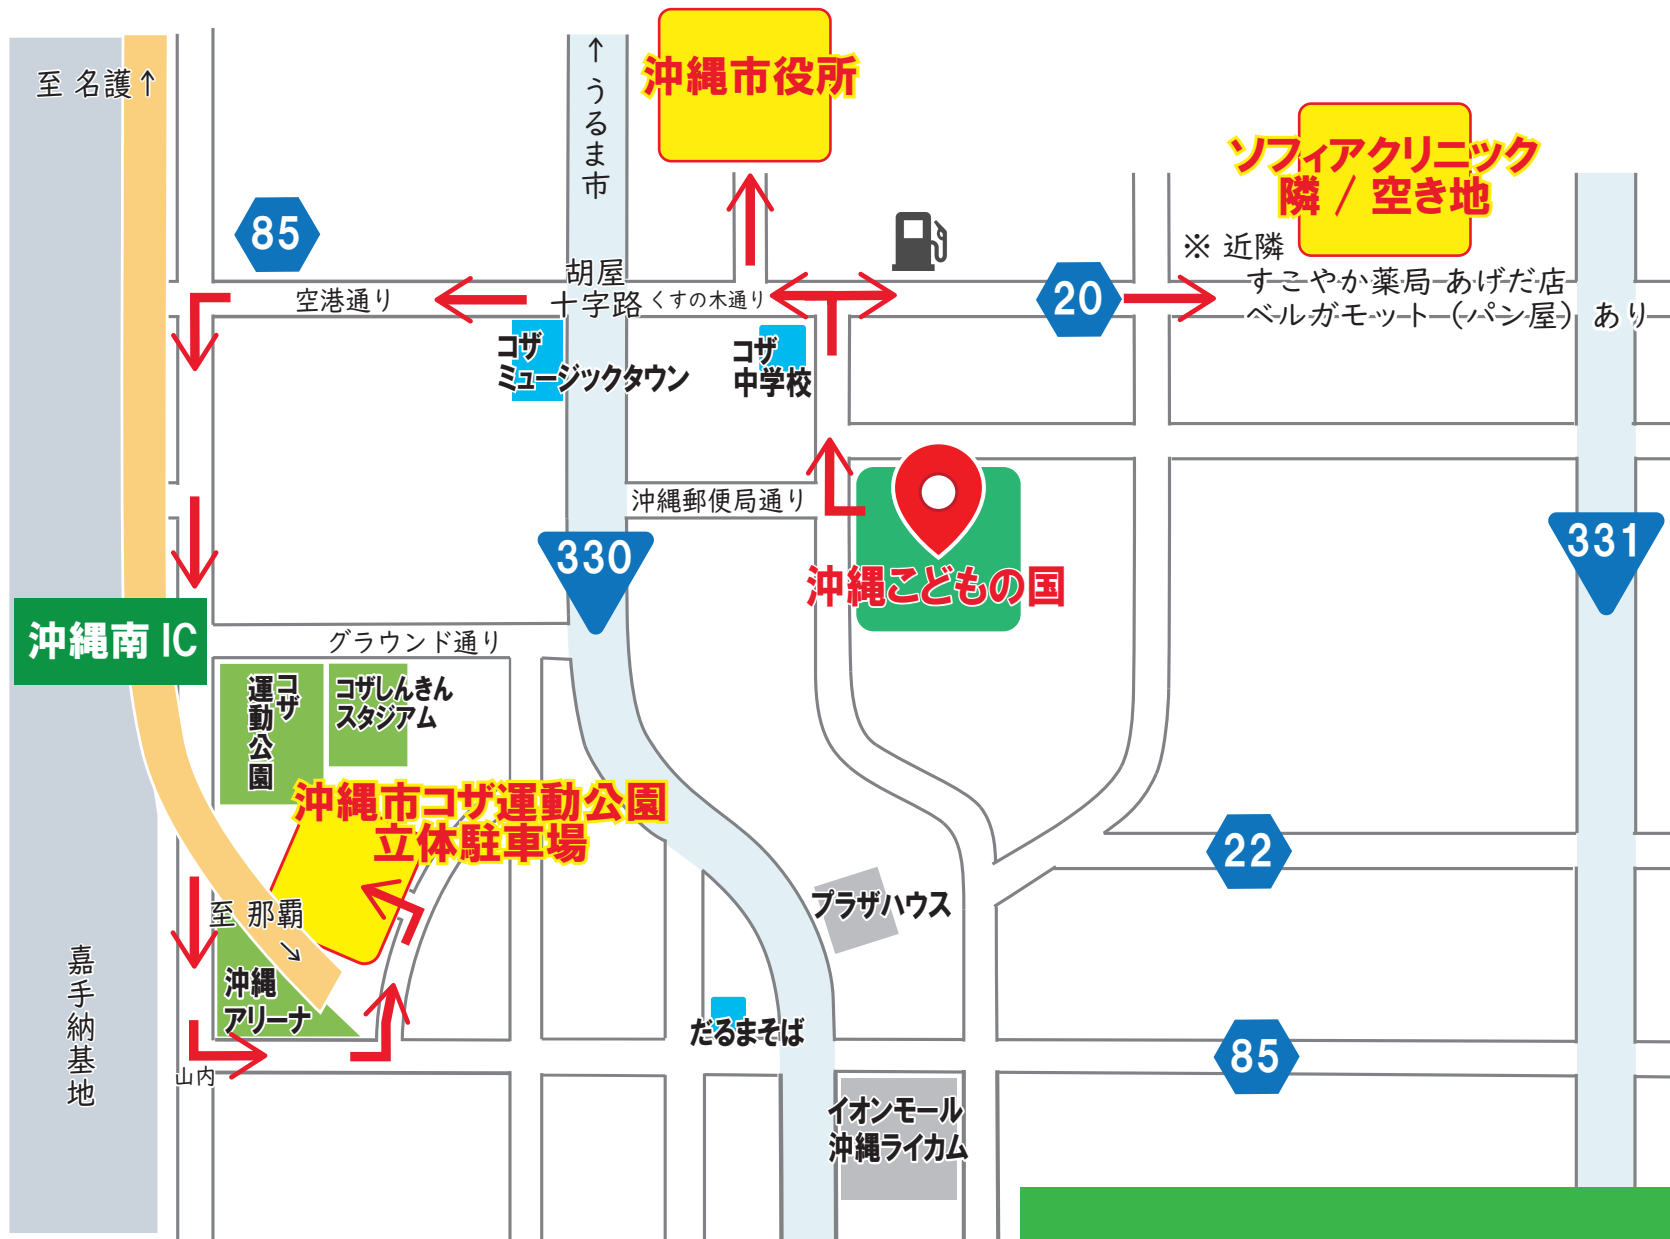 沖縄市役所
至 名護↑
↑うるま市
ソフィアクリニック
隣 / 空き地
85
※ 近隣
すこやか薬局 あげだ店
ベルガモット（パン屋）あり
胡屋
十字路
くすの木通り
空港通り
20
コザ
ミュージックタウン
コザ
中学校
沖縄郵便局通り
330
331
沖縄こどもの国
沖縄南 IC
グラウンド通り
コザ
運動公園
コザしんきん
スタジアム
沖縄市コザ運動公園
立体駐車場
22
プラザハウス
至 那覇
↘
沖縄
アリーナ
嘉手納基地
だるまそば
85
山内
イオンモール
沖縄ライカム